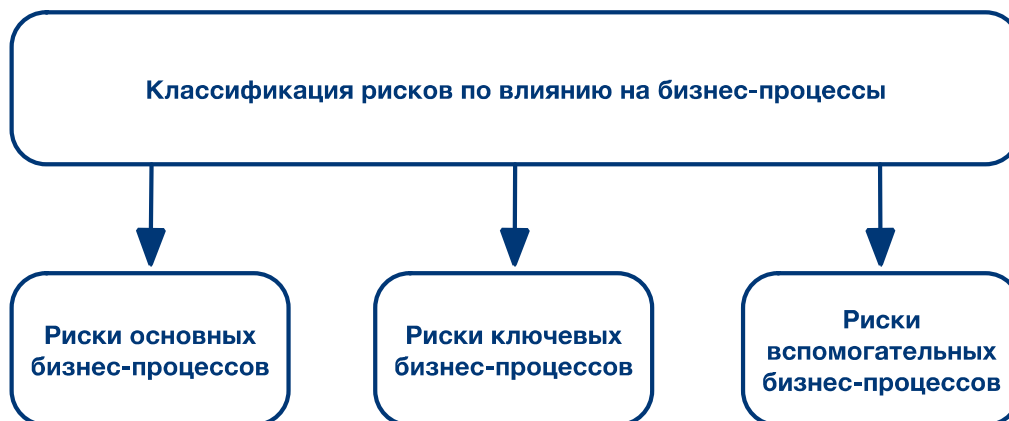 Классификация рисков по влиянию на бизнес-процессы
Риски основных
бизнес-процессов
Риски ключевых
бизнес-процессов
Риски
вспомогательных
бизнес-процессов